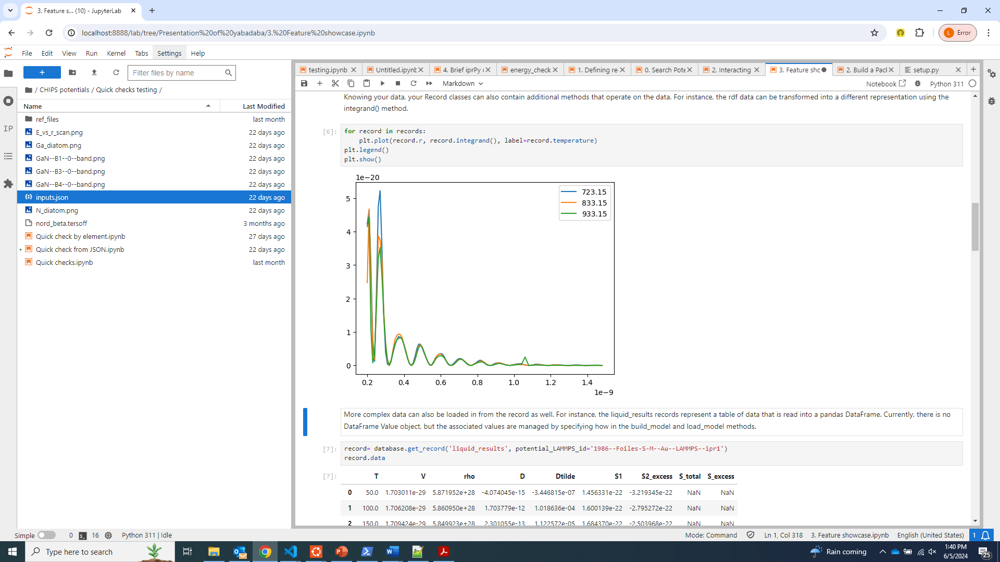 3. Feature s... (10) - JupyterLab
localhost:8888/lab/tree/Presentation%20of%20yabadaba/3.%20Feature%20showcase.ipynb
L Error
File Edit View Run Kernel Tabs Settings Help
Filter files by name
/ CHIPS potentials / Quick checks testing /
Name Last Modified
ref_files last month
E_vs_r_scan.png 22 days ago
Ga_diatom.png 22 days ago
GaN--B1--0--band.png 22 days ago
GaN--B3--0--band.png 22 days ago
GaN--B4--0--band.png 22 days ago
inputs.json 22 days ago
N_diatom.png 22 days ago
nord_beta.tersoff 3 months ago
Quick check by element.ipynb 27 days ago
Quick check from JSON.ipynb 22 days ago
Quick checks.ipynb last month
IP
testing.ipynb Untitled.ipynb 4. Brief iprPy energy_check 1. Defining re 0. Search Pote 2. Interacting 3. Feature sho 2. Build a Pack setup.py
Markdown Notebook Python 311
Knowing your data, your Record classes can also contain additional methods that operate on the data. For instance, the rdf data can be transformed into a different representation using the
integrand() method.
[6]: for record in records:
plt.plot(record.r, record.integrand(), label=record.temperature)
plt.legend()
plt.show()
1e−20
723.15
833.15
933.15
5
4
3
2
1
0
0.2 0.4 0.6 0.8 1.0 1.2 1.4
1e−9
More complex data can also be loaded in from the record as well. For instance, the liquid_results records represent a table of data that is read into a pandas DataFrame. Currently, there is no
DataFrame Value object, but the associated values are managed by specifying how in the build_model and load_model methods.
[7]: record= database.get_record('liquid_results', potential_LAMMPS_id='1986--Foiles-S-M--Au--LAMMPS--ipr1')
record.data
[7]: T V rho D Dtilde S1 S2_excess S_total S_excess
0 50.0 1.703011e-29 5.871952e+28 -4.074045e-15 -3.446815e-07 1.456331e-22 -3.219345e-22 NaN NaN
1 100.0 1.706208e-29 5.860950e+28 1.703779e-12 1.018636e-04 1.600139e-22 -2.795272e-22 NaN NaN
2 150.0 1.709424e-29 5.849923e+28 2.301055e-13 1.122572e-05 1.684370e-22 -2.503968e-22 NaN NaN
Simple 0 16 Python 311 | Idle Mode: Command Ln 1, Col 318 3. Feature showcase.ipynb English (United States) 1
Type here to search
Rain coming
1:40 PM
6/5/2024
25